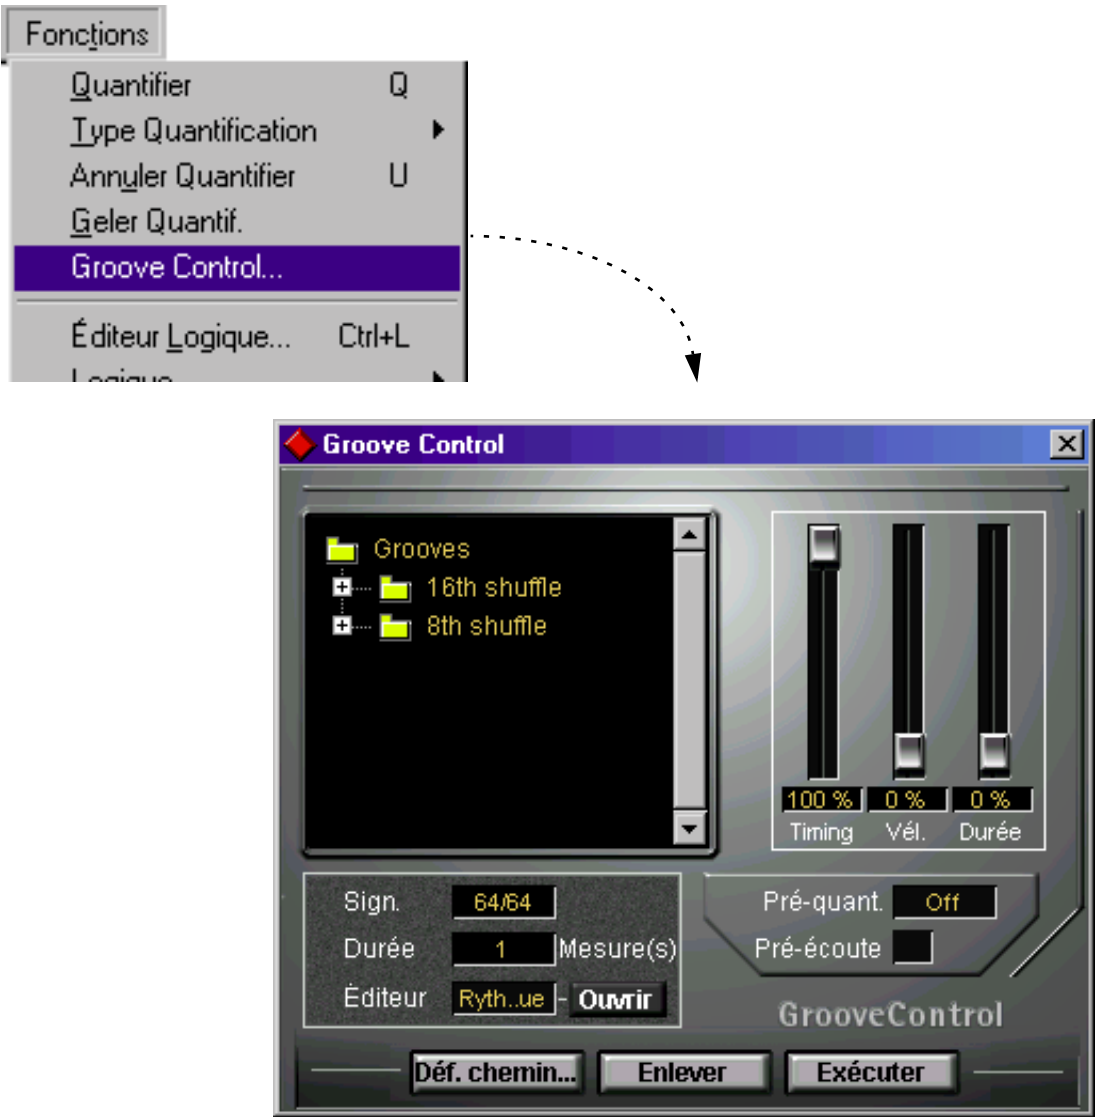 Fonctions
Quantifier Q
Type Quantification
Annuler Quantifier U
Geler Quantif.
Groove Control...
Éditeur Logique... Ctrl+L
Logique
Groove Control
Grooves
16th shuffle
8th shuffle
100 % 0 % 0 %
Timing Vél. Durée
Sign. 64/64
Durée 1 Mesure(s)
Éditeur Ryth..ue - Ouvrir
Pré-quant. Off
Pré-écoute
GrooveControl
Déf. chemin... Enlever Exécuter